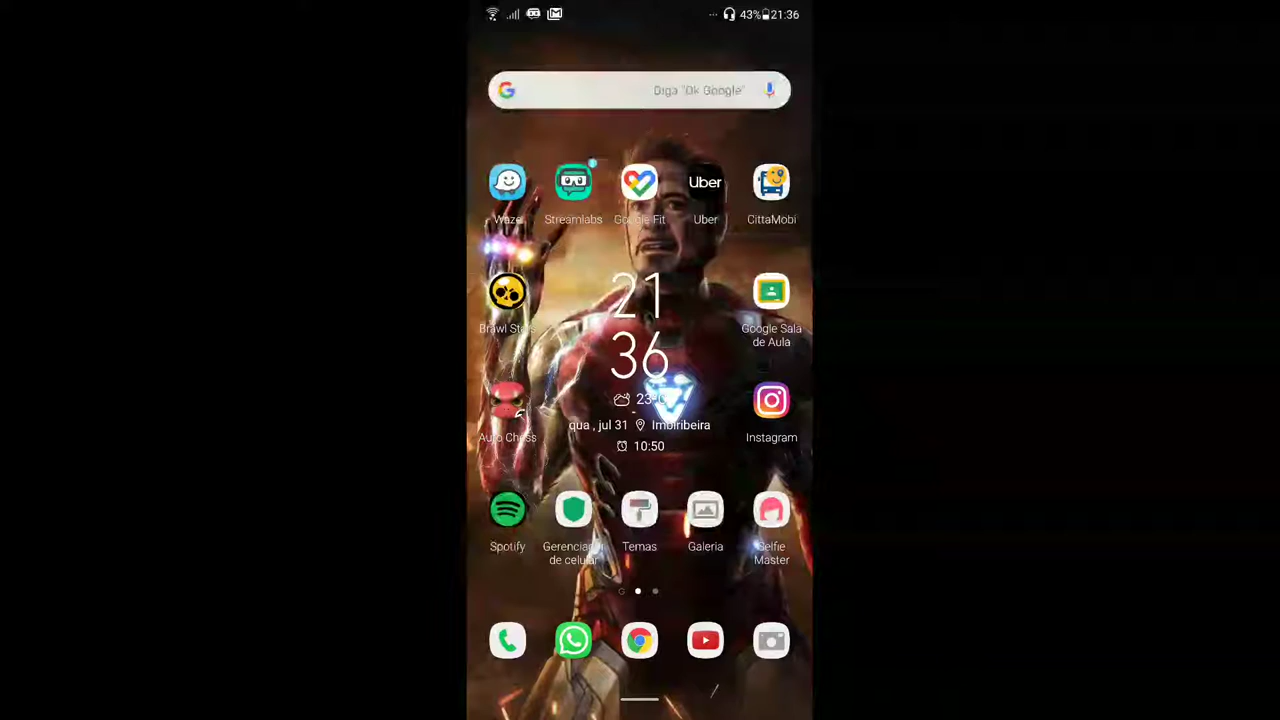 43% 21:36
Diga "Ok Google"
Uber
Waze Streamlabs Google Fit Uber CittaMobi
21
36
Brawl Stars Google Sala
de Aula
23°C
qua , jul 31 Imbiribeira
10:50
Auto Chess Instagram
Spotify Gerenciador
de celular Temas Galeria Selfie
Master